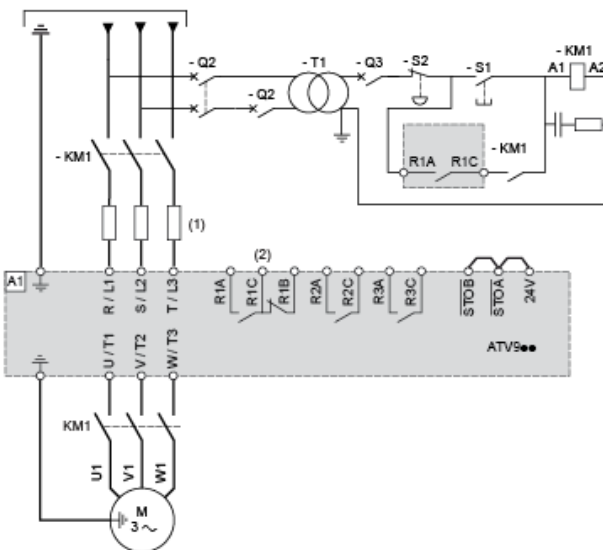 - Q2
- T1
- Q3
- S2
- S1
- KM1
A1
A2
- Q2
- KM1
R1A
R1C
- KM1
(1)
(2)
A1
R / L1
S / L2
T / L3
R1A
R1C
R1B
R2A
R2C
R3A
R3C
STOB
STOA
24V
U / T1
V / T2
W / T3
ATV9••
KM1
U1
V1
W1
M
3 ~